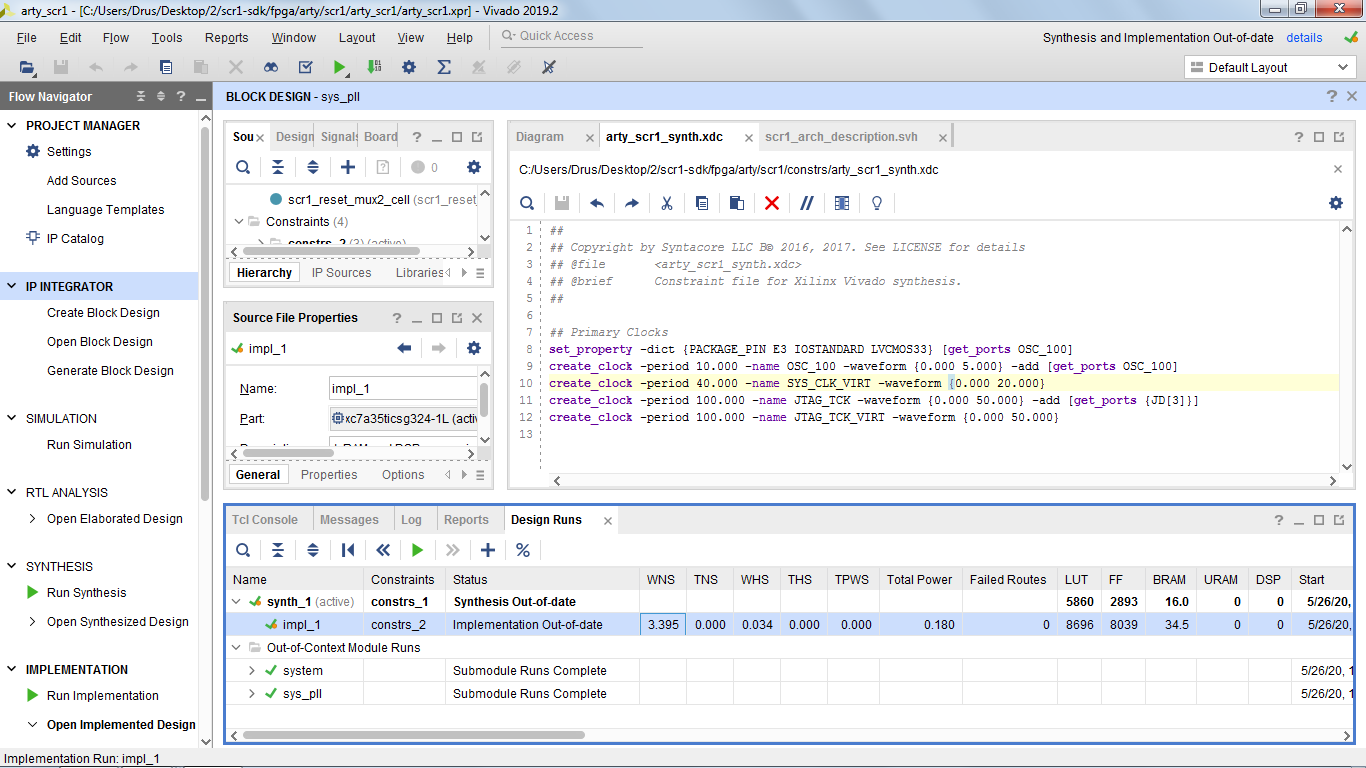 arty_scr1 - [C:/Users/Drus/Desktop/2/scr1-sdk/fpga/arty/scr1/arty_scr1/arty_scr1.xpr] - Vivado 2019.2
File Edit Flow Tools Reports Window Layout View Help Quick Access
Synthesis and Implementation Out-of-date details
Default Layout
Flow Navigator
PROJECT MANAGER
Settings
Add Sources
Language Templates
IP Catalog
IP INTEGRATOR
Create Block Design
Open Block Design
Generate Block Design
SIMULATION
Run Simulation
RTL ANALYSIS
Open Elaborated Design
SYNTHESIS
Run Synthesis
Open Synthesized Design
IMPLEMENTATION
Run Implementation
Open Implemented Design
BLOCK DESIGN - sys_pll
Sou Design Signals Board
0
scr1_reset_mux2_cell (scr1_reset
Constraints (4)
constrs_2 (3) (active)
Hierarchy IP Sources Libraries
Source File Properties
impl_1
Name: impl_1
Part: xc7a35ticsg324-1L (activ
General Properties Options
Diagram arty_scr1_synth.xdc scr1_arch_description.svh
C:/Users/Drus/Desktop/2/scr1-sdk/fpga/arty/scr1/constrs/arty_scr1_synth.xdc
1 ##
2 ## Copyright by Syntacore LLC В© 2016, 2017. See LICENSE for details
3 ## @file <arty_scr1_synth.xdc>
4 ## @brief Constraint file for Xilinx Vivado synthesis.
5 ##
6
7 ## Primary Clocks
8 set_property -dict {PACKAGE_PIN E3 IOSTANDARD LVCMOS33} [get_ports OSC_100]
9 create_clock -period 10.000 -name OSC_100 -waveform {0.000 5.000} -add [get_ports OSC_100]
10 create_clock -period 40.000 -name SYS_CLK_VIRT -waveform {0.000 20.000}
11 create_clock -period 100.000 -name JTAG_TCK -waveform {0.000 50.000} -add [get_ports {JD[3]}]
12 create_clock -period 100.000 -name JTAG_TCK_VIRT -waveform {0.000 50.000}
13
Tcl Console Messages Log Reports Design Runs
Name Constraints Status WNS TNS WHS THS TPWS Total Power Failed Routes LUT FF BRAM URAM DSP Start
synth_1 (active) constrs_1 Synthesis Out-of-date 5860 2893 16.0 0 0 5/26/20,
impl_1 constrs_2 Implementation Out-of-date 3.395 0.000 0.034 0.000 0.000 0.180 0 8696 8039 34.5 0 0 5/26/20,
Out-of-Context Module Runs
system Submodule Runs Complete 5/26/20, 1
sys_pll Submodule Runs Complete 5/26/20, 1
Implementation Run: impl_1